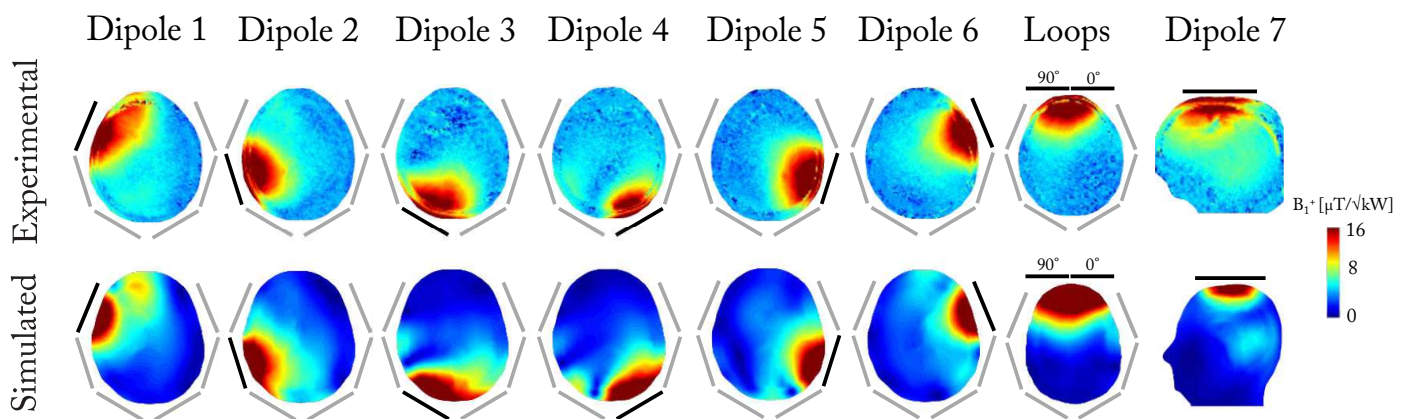 Dipole 1 Dipole 2 Dipole 3 Dipole 4 Dipole 5 Dipole 6 Loops Dipole 7
Experimental
90° 0°
B₁⁺ [μT/√kW]
16
8
0
Simulated
90° 0°